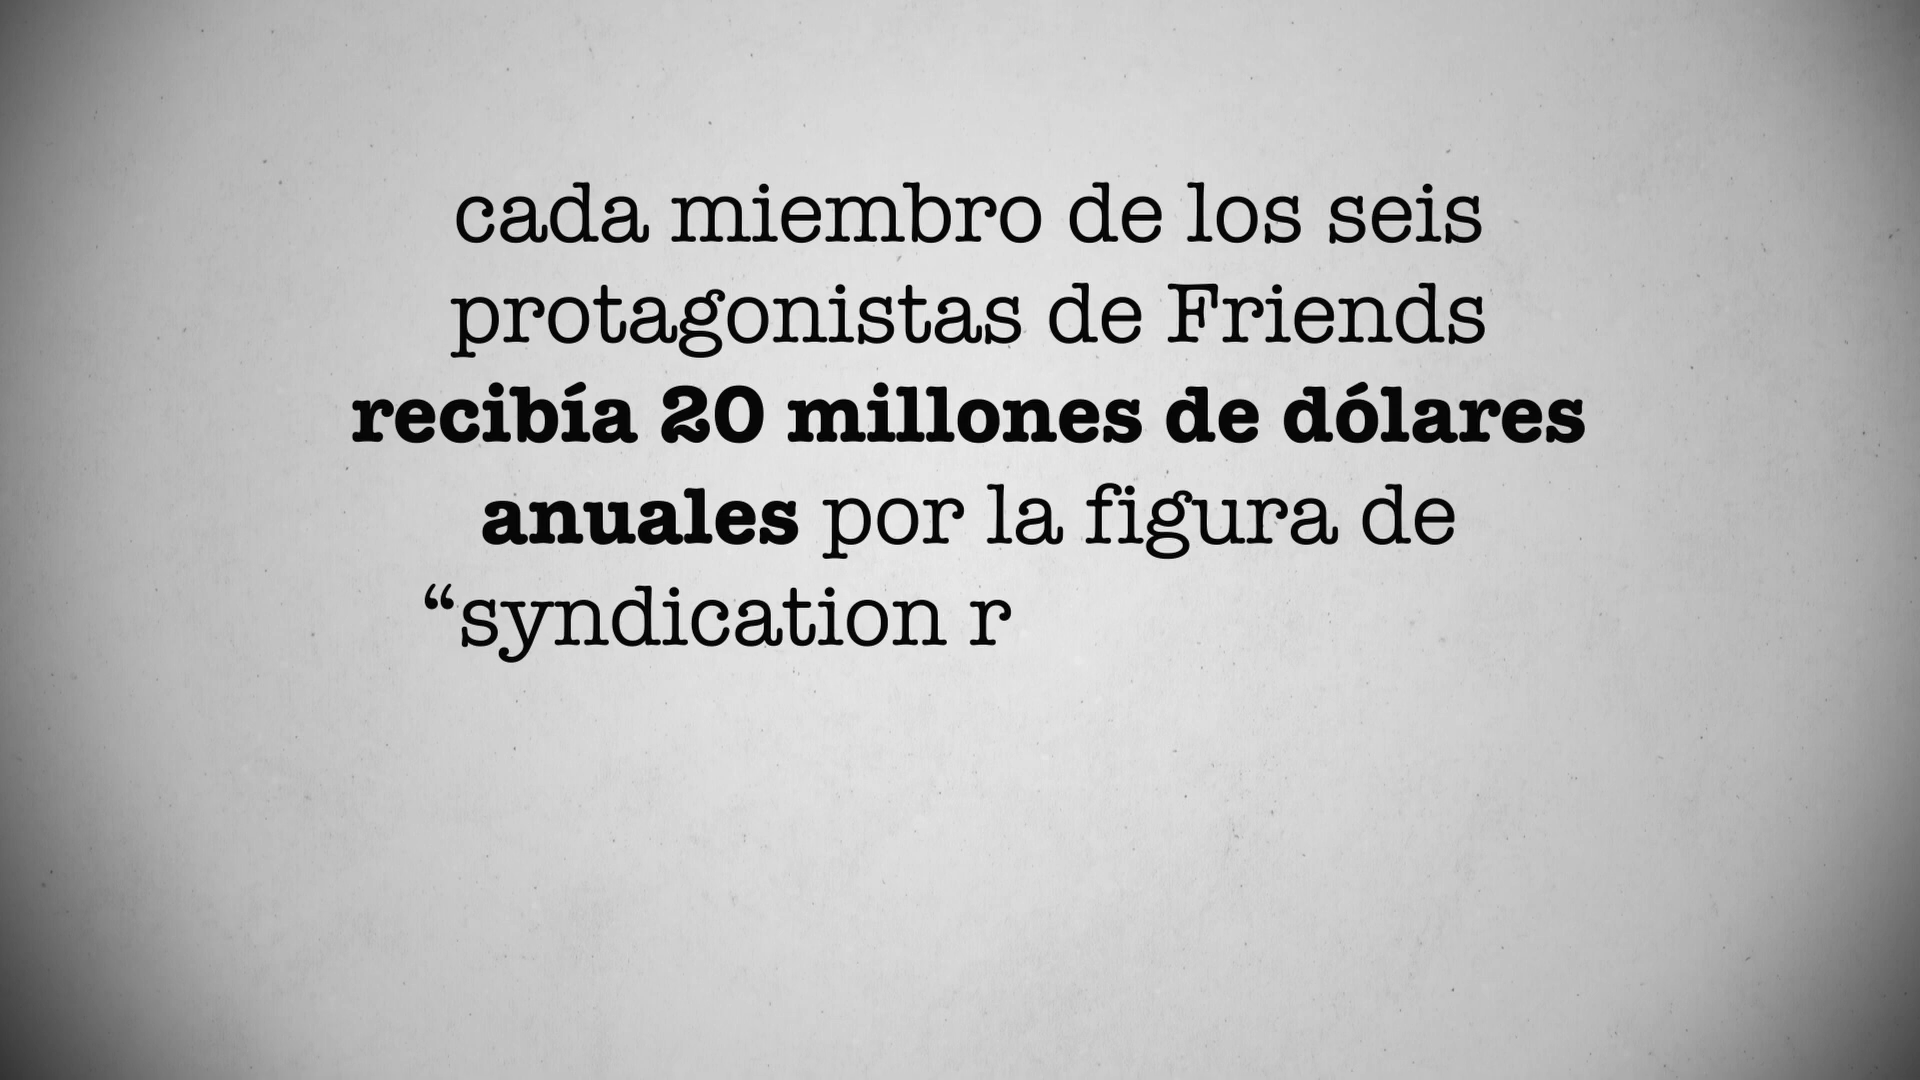 cada miembro de los seis
protagonistas de Friends
recibía 20 millones de dólares
anuales por la figura de
“syndication r